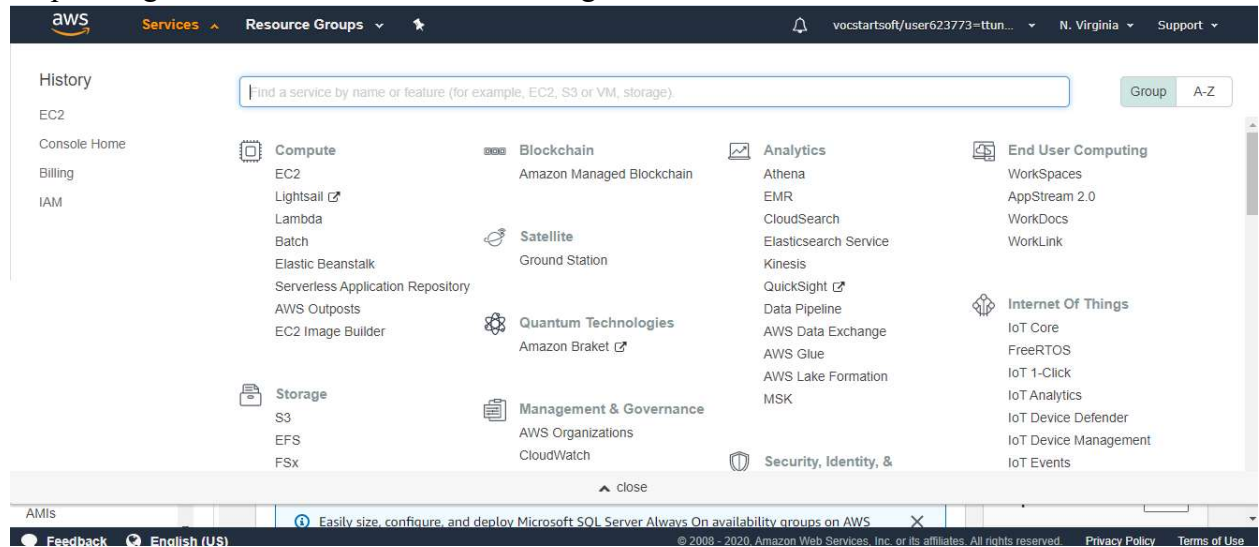 aws Services Resource Groups vocstartsoft/user623773=ttun... N. Virginia Support
History
EC2
Console Home
Billing
IAM
Find a service by name or feature (for example, EC2, S3 or VM, storage).
Group A-Z
Compute
EC2
Lightsail
Lambda
Batch
Elastic Beanstalk
Serverless Application Repository
AWS Outposts
EC2 Image Builder
Storage
S3
EFS
FSx
Blockchain
Amazon Managed Blockchain
Satellite
Ground Station
Quantum Technologies
Amazon Braket
Management & Governance
AWS Organizations
CloudWatch
Analytics
Athena
EMR
CloudSearch
Elasticsearch Service
Kinesis
QuickSight
Data Pipeline
AWS Data Exchange
AWS Glue
AWS Lake Formation
MSK
Security, Identity, &
End User Computing
WorkSpaces
AppStream 2.0
WorkDocs
WorkLink
Internet Of Things
IoT Core
FreeRTOS
IoT 1-Click
IoT Analytics
IoT Device Defender
IoT Device Management
IoT Events
close
AMIs
Easily size, configure, and deploy Microsoft SQL Server Always On availability groups on AWS
Feedback English (US) © 2008 - 2020, Amazon Web Services, Inc. or its affiliates. All rights reserved. Privacy Policy Terms of Use